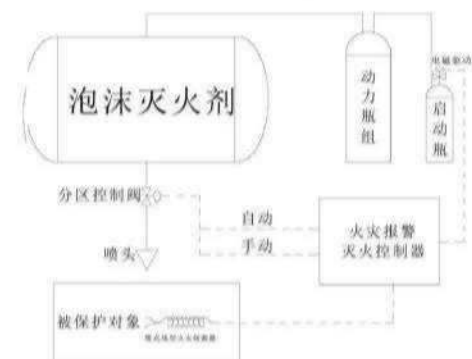 泡沫灭火剂
动力瓶组
电磁驱动
启动瓶
分区控制阀
自动
手动
火灾报警
灭火控制器
喷头
被保护对象